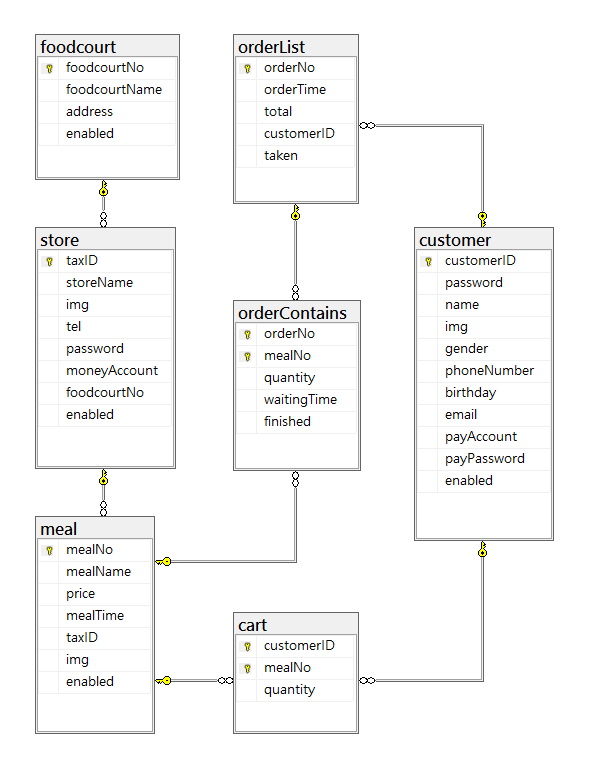 foodcourt
foodcourtNo
foodcourtName
address
enabled
orderList
orderNo
orderTime
total
customerID
taken
store
taxID
storeName
img
tel
password
moneyAccount
foodcourtNo
enabled
customer
customerID
password
name
img
gender
phoneNumber
birthday
email
payAccount
payPassword
enabled
orderContains
orderNo
mealNo
quantity
waitingTime
finished
meal
mealNo
mealName
price
mealTime
taxID
img
enabled
cart
customerID
mealNo
quantity